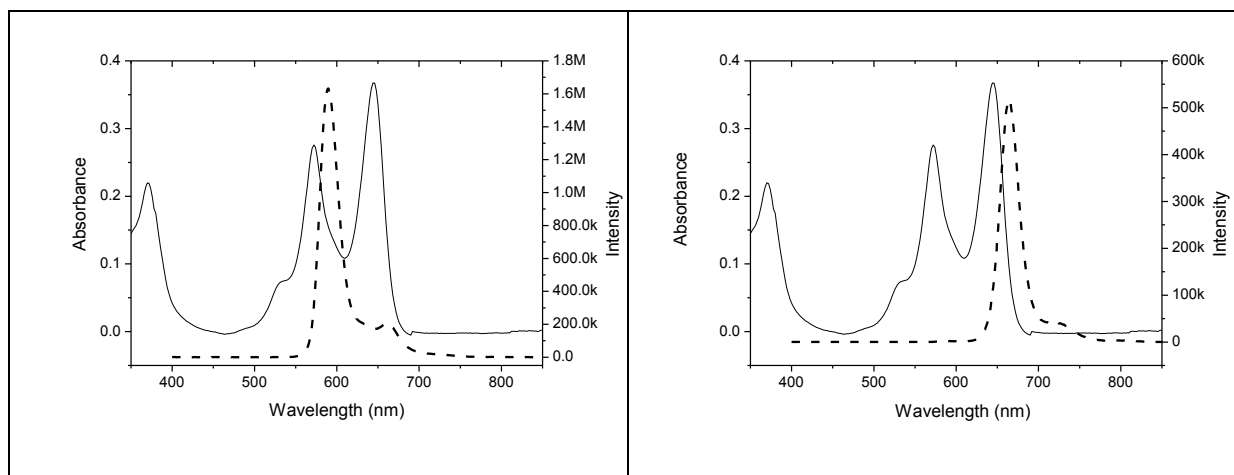 0.4
0.3
0.2
0.1
0.0
Absorbance
1.8M
1.6M
1.4M
1.2M
1.0M
800.0k
600.0k
400.0k
200.0k
0.0
Intensity
400 500 600 700 800
Wavelength (nm)
0.4
0.3
0.2
0.1
0.0
Absorbance
600k
500k
400k
300k
200k
100k
0
Intensity
400 500 600 700 800
Wavelength (nm)